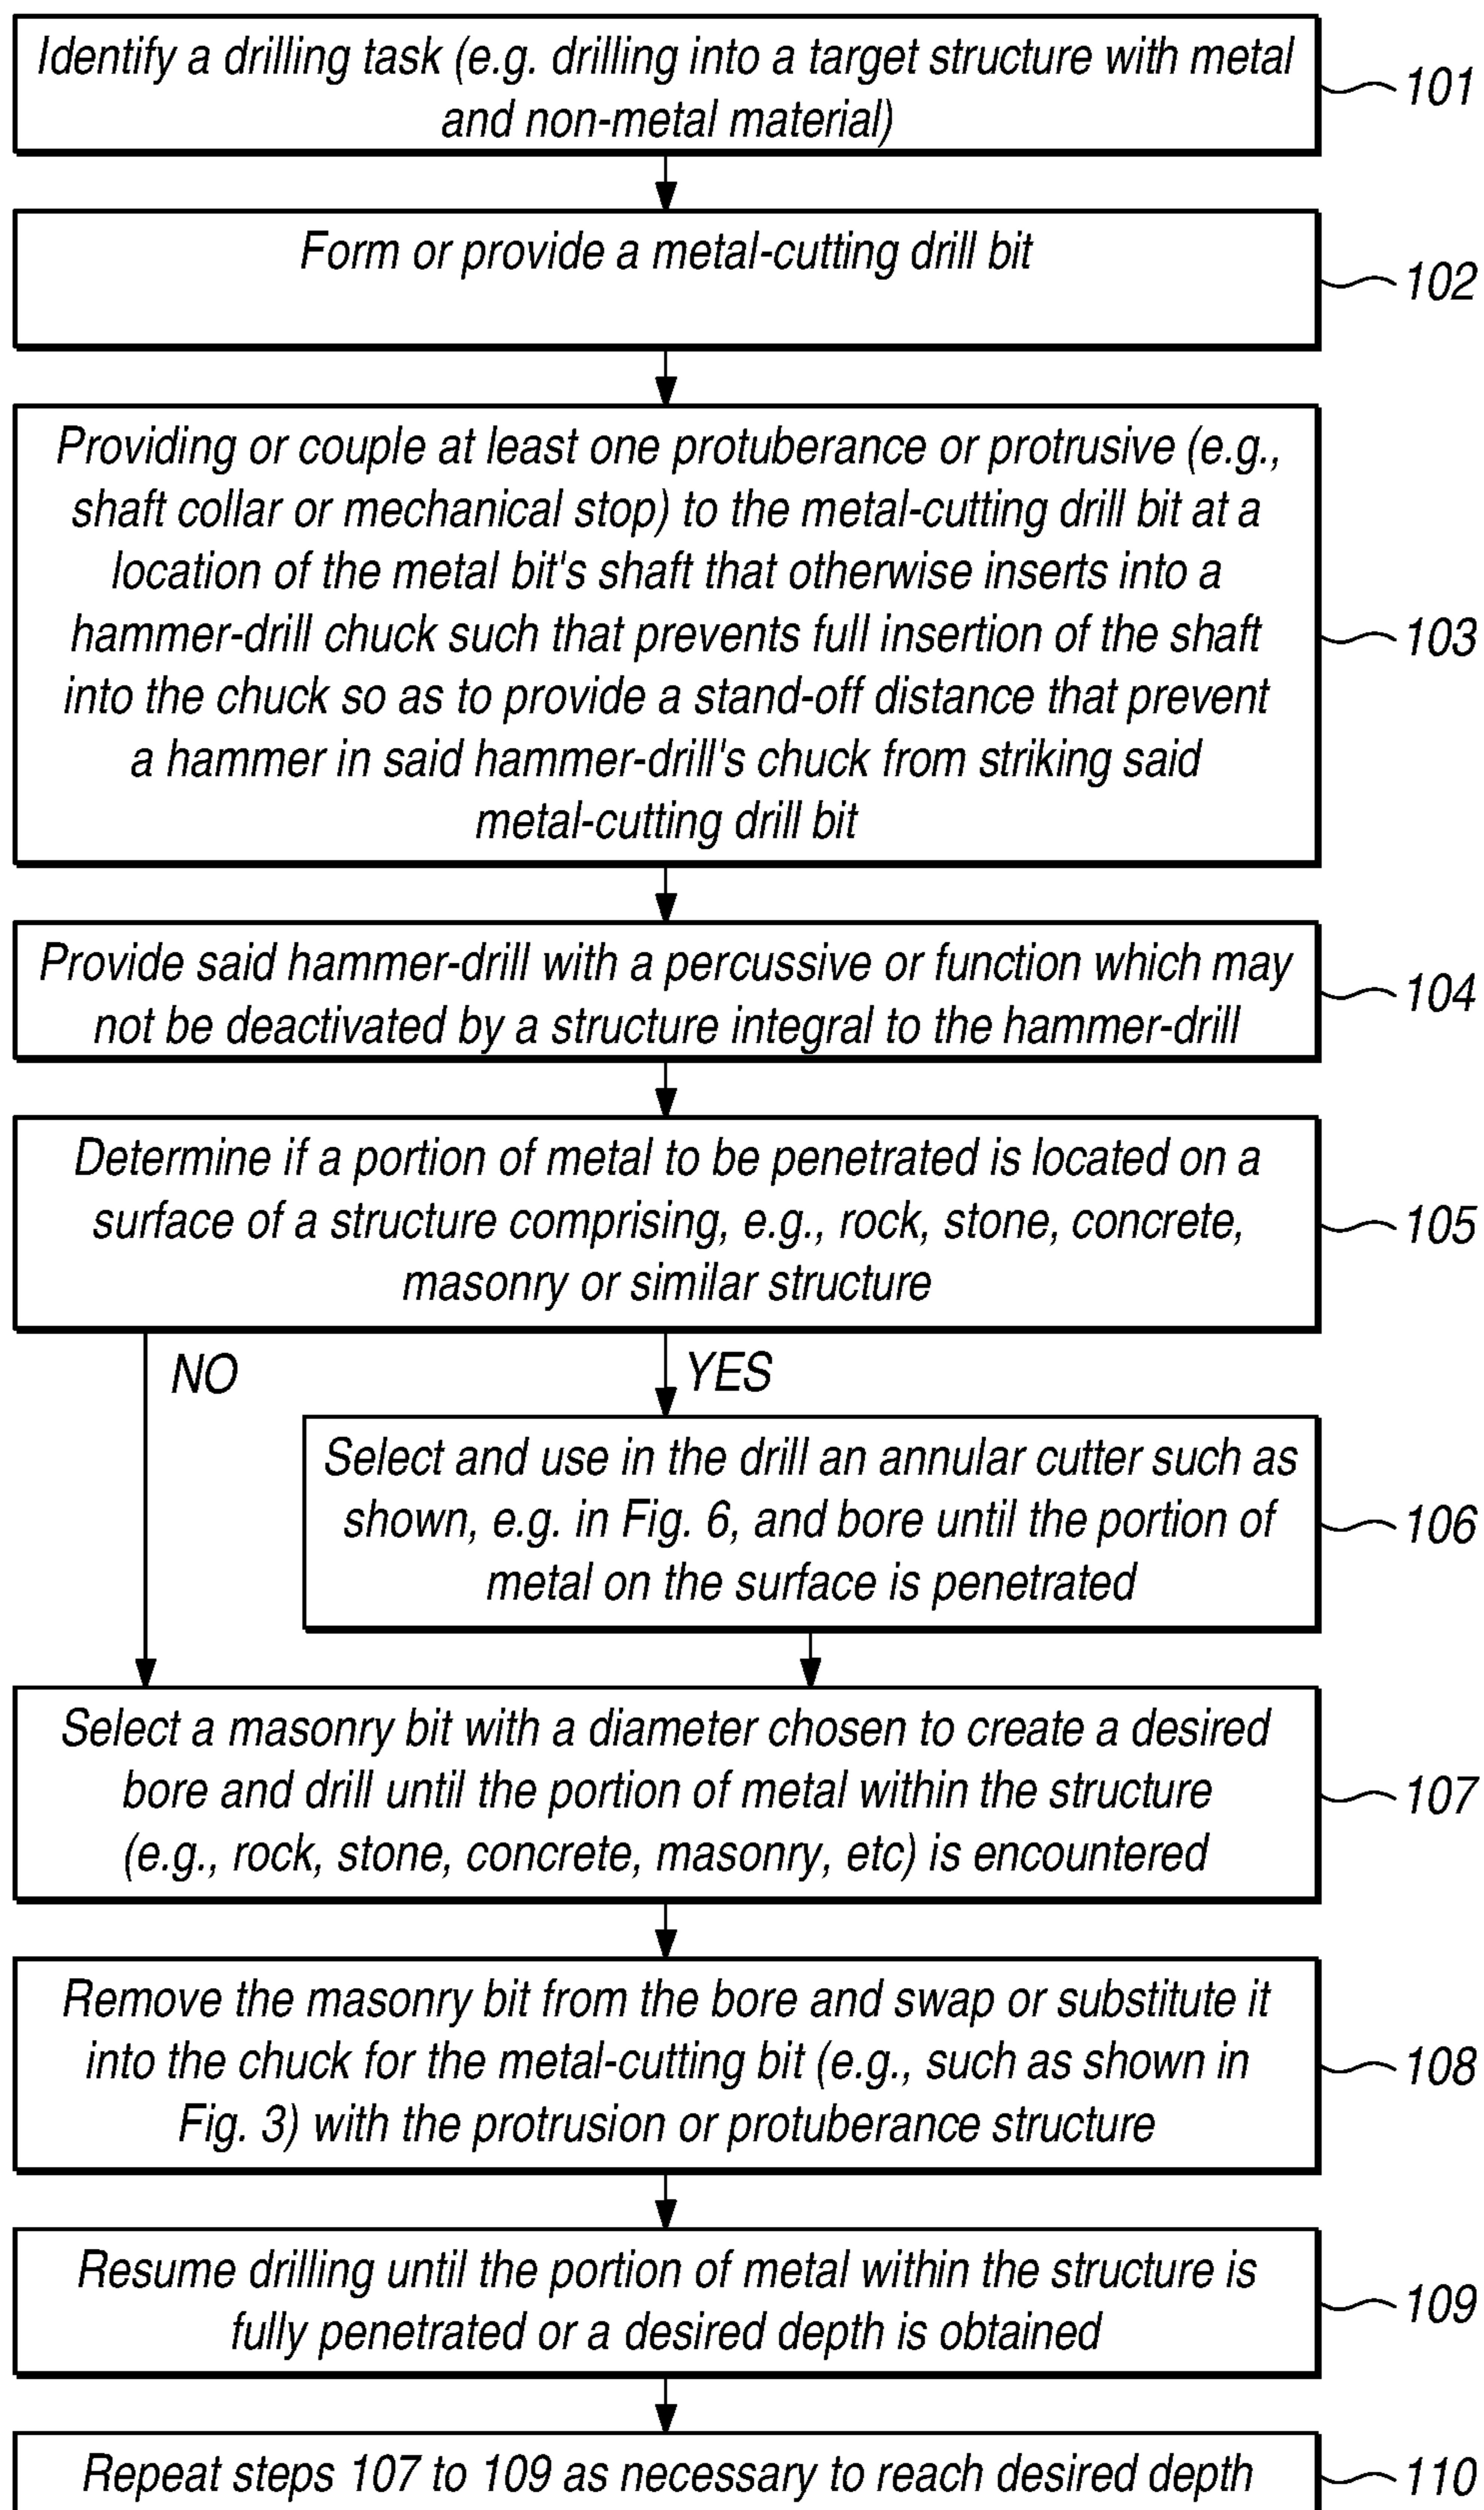 Identify a drilling task (e.g. drilling into a target structure with metal
and non-metal material)
101
Form or provide a metal-cutting drill bit
102
Providing or couple at least one protuberance or protrusive (e.g.,
shaft collar or mechanical stop) to the metal-cutting drill bit at a
location of the metal bit's shaft that otherwise inserts into a
hammer-drill chuck such that prevents full insertion of the shaft
into the chuck so as to provide a stand-off distance that prevent
a hammer in said hammer-drill's chuck from striking said
metal-cutting drill bit
103
Provide said hammer-drill with a percussive or function which may
not be deactivated by a structure integral to the hammer-drill
104
Determine if a portion of metal to be penetrated is located on a
surface of a structure comprising, e.g., rock, stone, concrete,
masonry or similar structure
105
NO
YES
Select and use in the drill an annular cutter such as
shown, e.g. in Fig. 6, and bore until the portion of
metal on the surface is penetrated
106
Select a masonry bit with a diameter chosen to create a desired
bore and drill until the portion of metal within the structure
(e.g., rock, stone, concrete, masonry, etc) is encountered
107
Remove the masonry bit from the bore and swap or substitute it
into the chuck for the metal-cutting bit (e.g., such as shown in
Fig. 3) with the protrusion or protuberance structure
108
Resume drilling until the portion of metal within the structure is
fully penetrated or a desired depth is obtained
109
Repeat steps 107 to 109 as necessary to reach desired depth
110